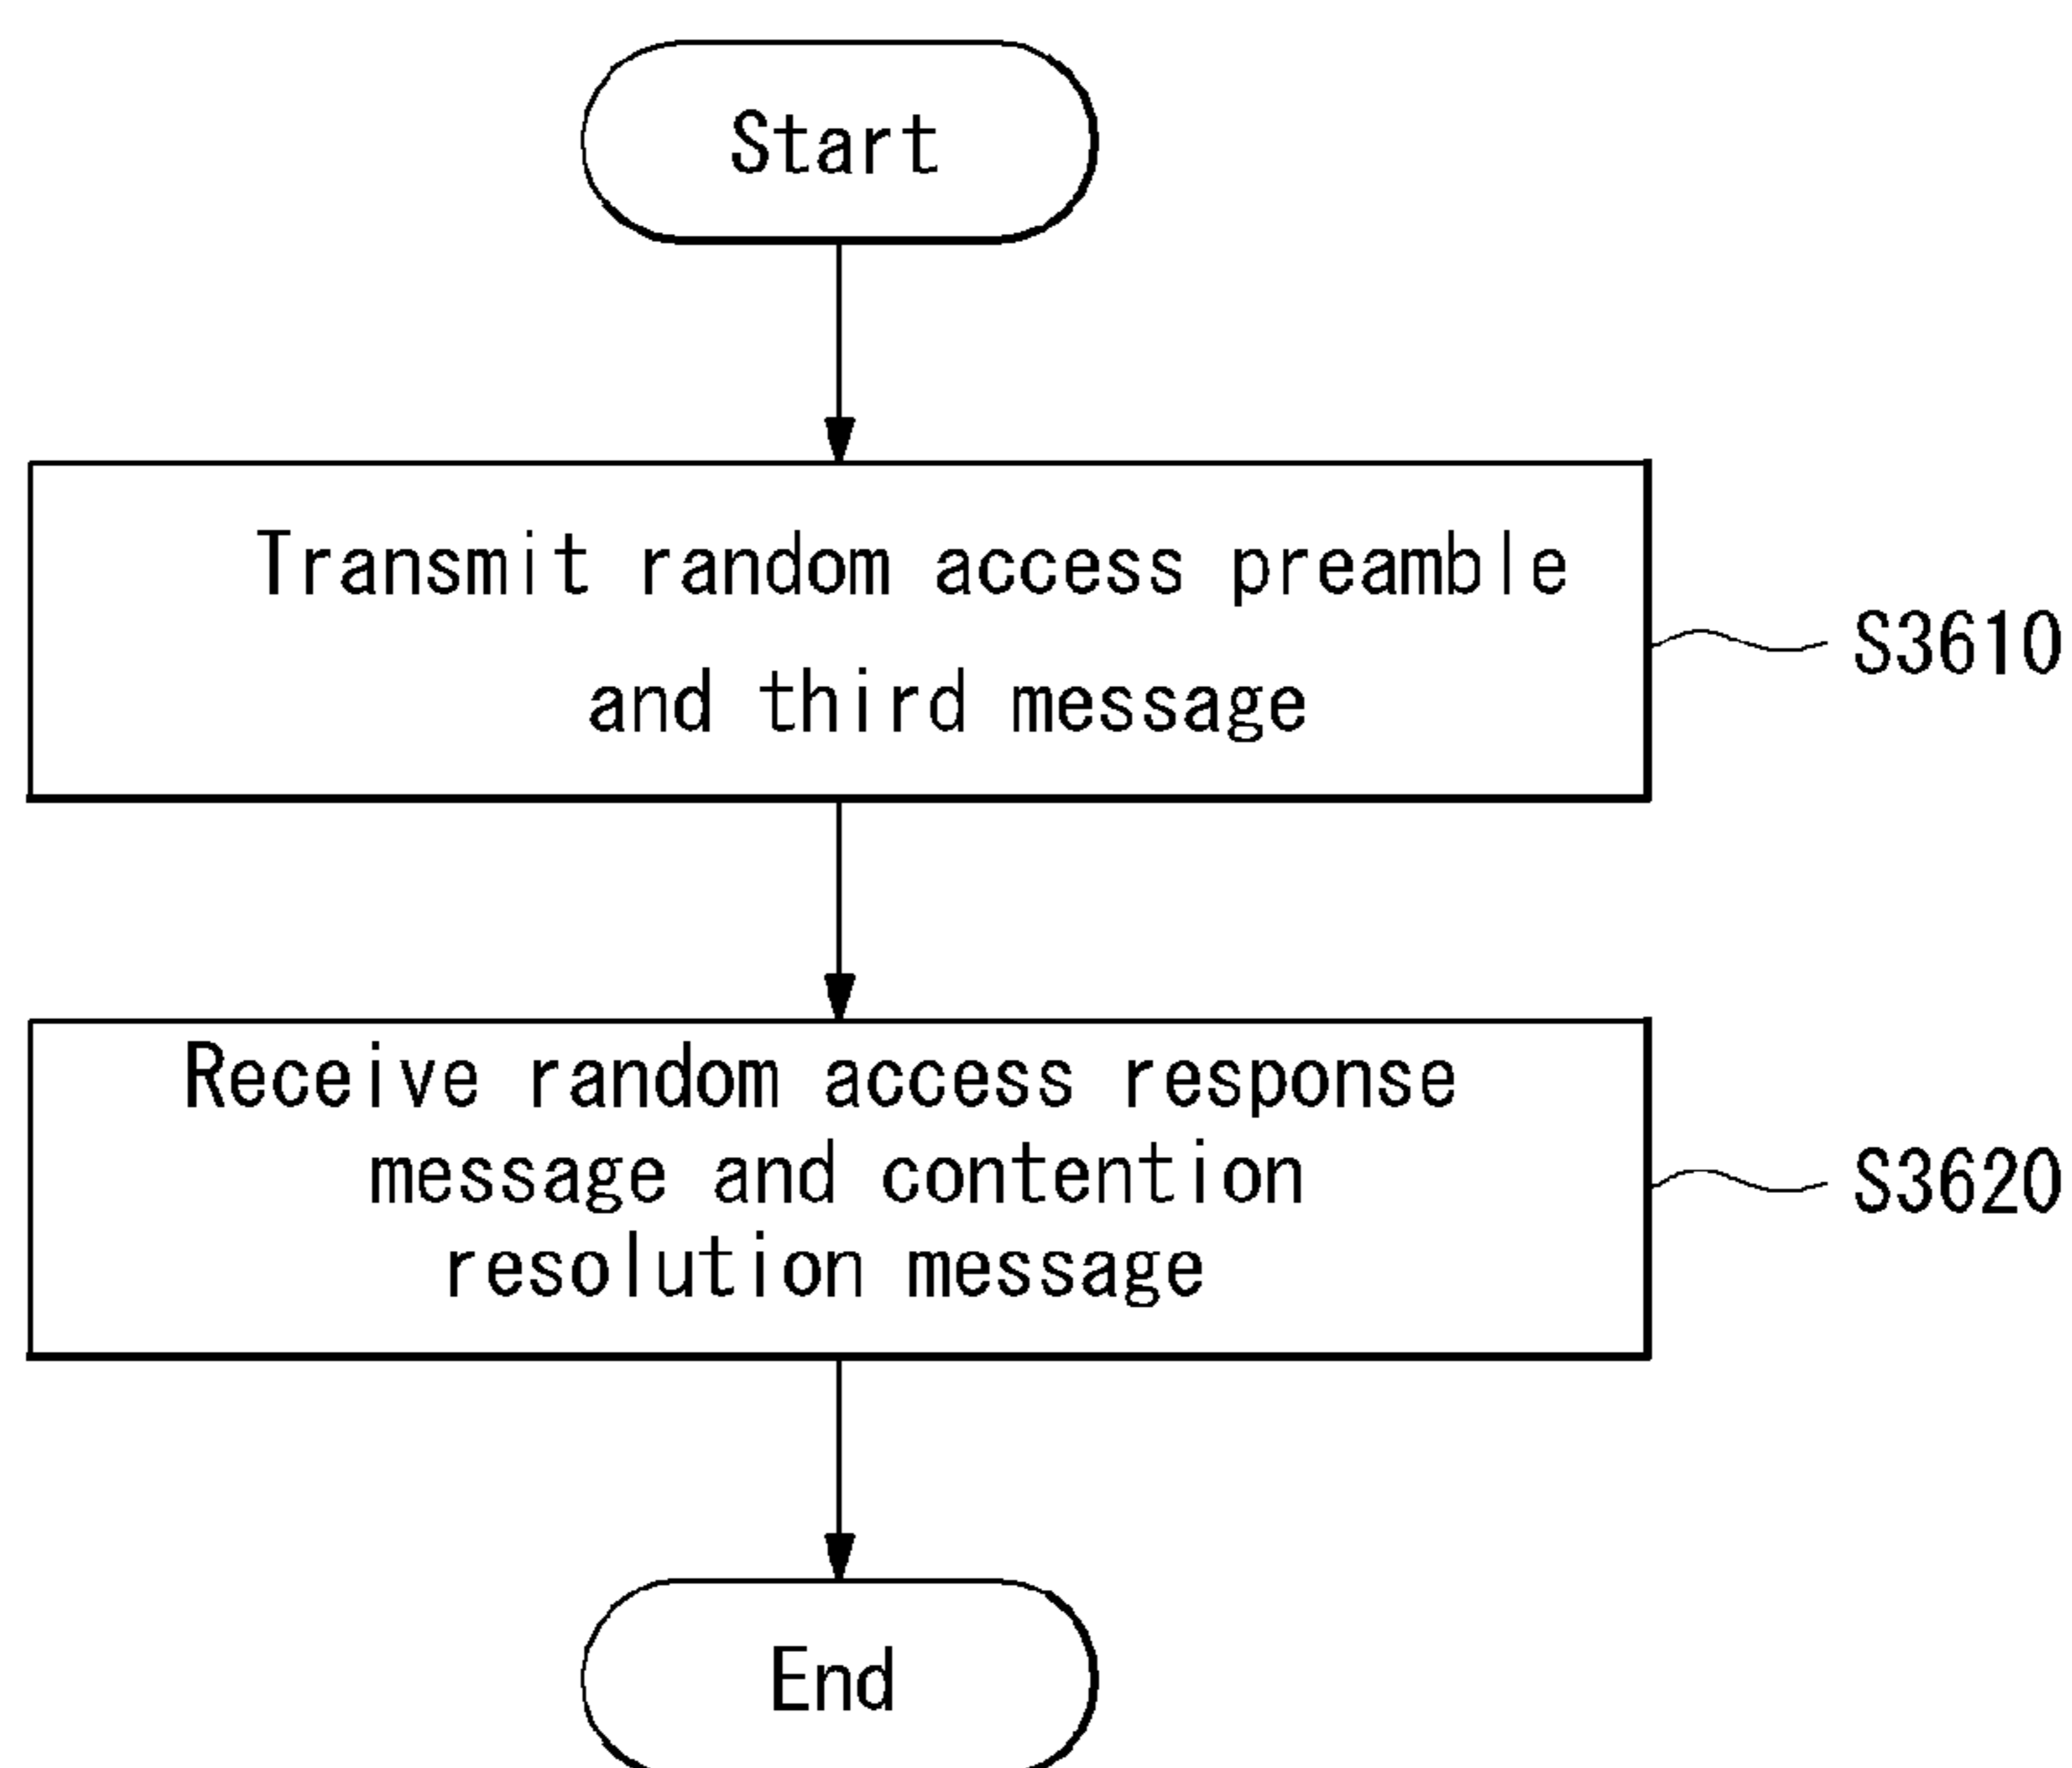 Start
Transmit random access preamble
and third message
S3610
Receive random access response
message and contention
resolution message
S3620
End